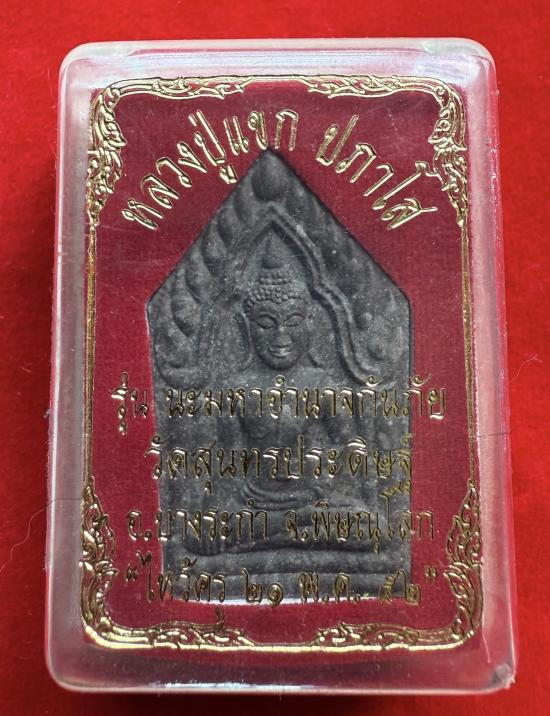 หลวงปู่แขก ปภาโส
รุ่น นะมหาอำนาจกันภัย
วัดสุนทรประดิษฐ์
อ.บางระกำ จ.พิษณุโลก
"ไหว้ครู ๒๑ พ.ค. ๕๒"